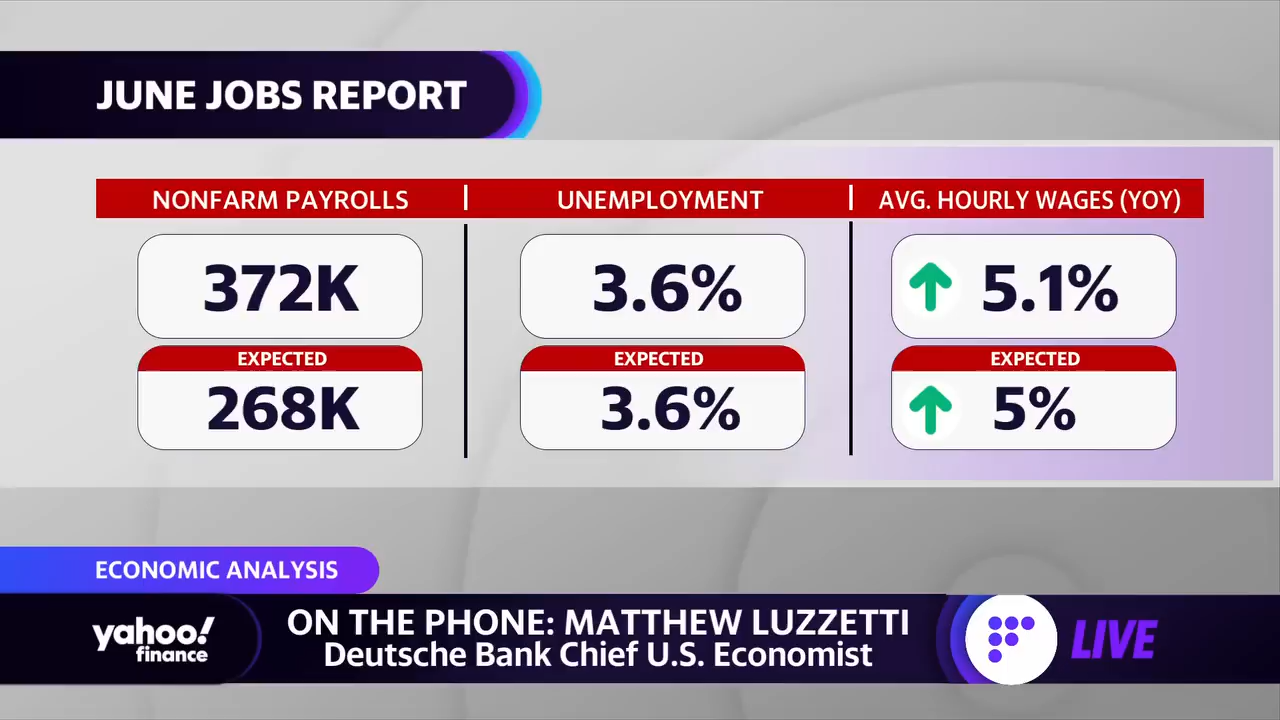 JUNE JOBS REPORT
NONFARM PAYROLLS
UNEMPLOYMENT
AVG. HOURLY WAGES (YOY)
372K
3.6%
5.1%
EXPECTED
EXPECTED
EXPECTED
268K
3.6%
5%
ECONOMIC ANALYSIS
yahoo!
finance
ON THE PHONE: MATTHEW LUZZETTI
Deutsche Bank Chief U.S. Economist
LIVE